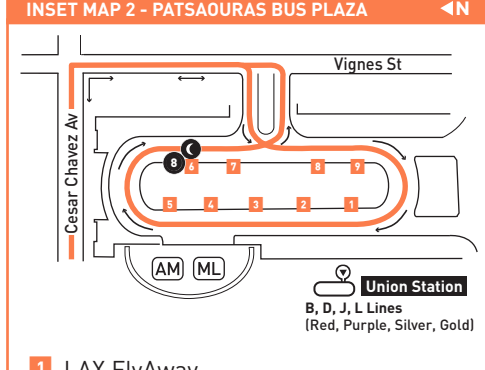 INSET MAP 2 - PATSAOURAS BUS PLAZA ◀N
Vignes St
Cesar Chavez Av
8
6 7 8 9
5 4 3 2 1
AM ML
Union Station
B, D, J, L Lines
(Red, Purple, Silver, Gold)
1 LAX FlyAway